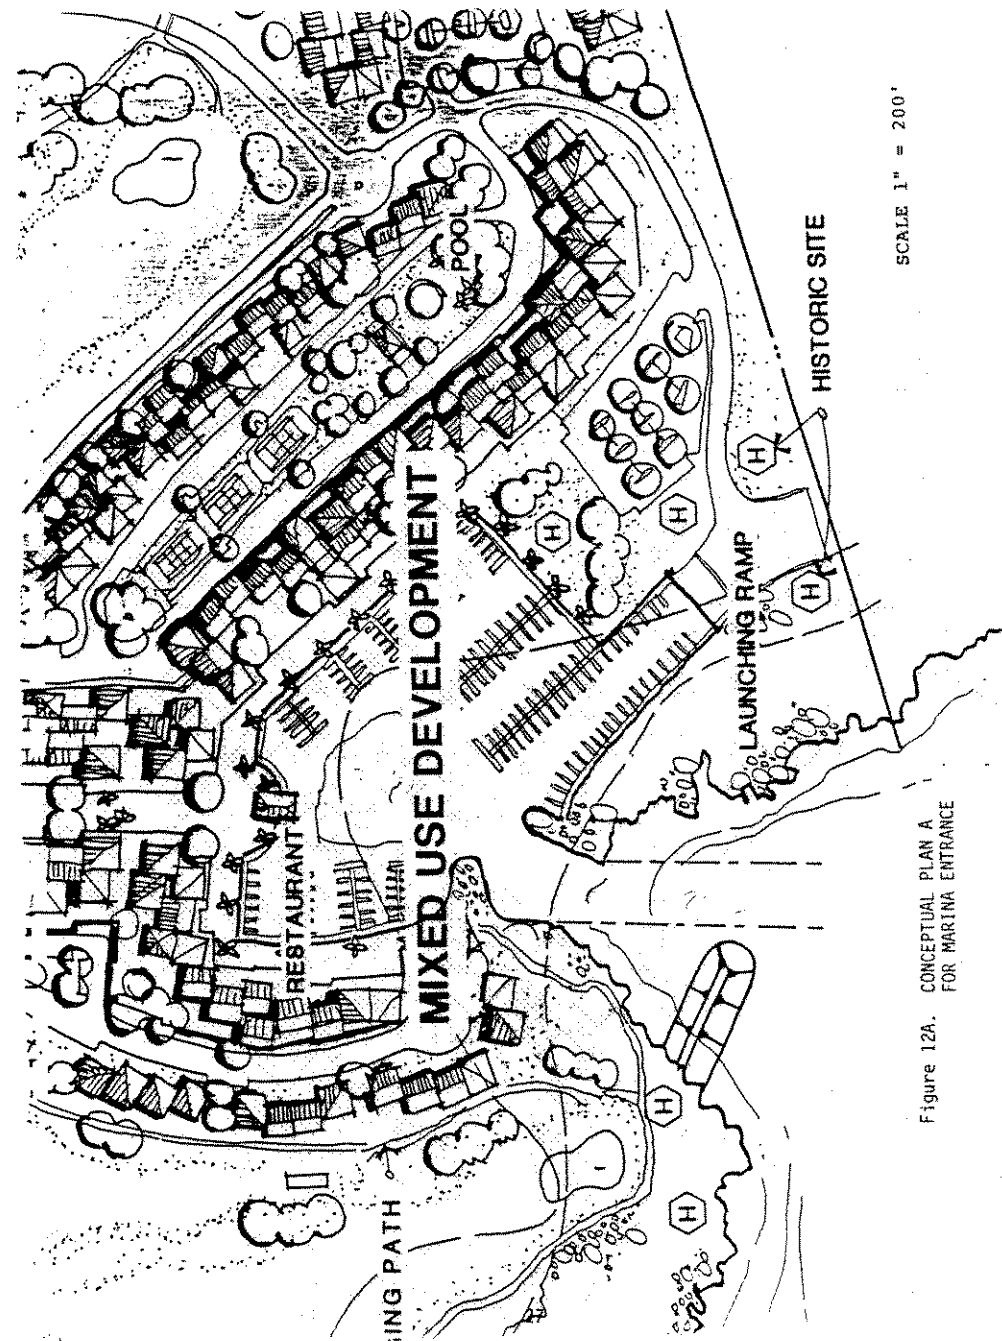 POOL
HISTORIC SITE
SCALE 1" = 200'
MIXED USE DEVELOPMENT
H
H
H
H
LAUNCHING RAMP
RESTAURANT
H
H
ING PATH
Figure 12A. CONCEPTUAL PLAN A
FOR MARINA ENTRANCE